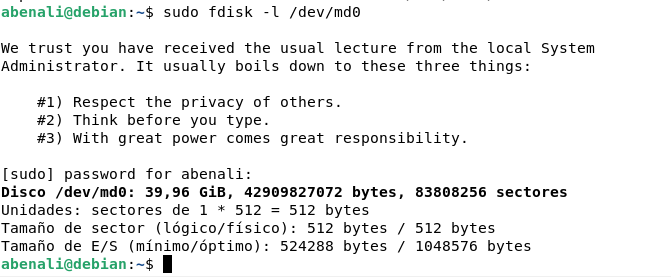 abenali@debian:~$ sudo fdisk -l /dev/md0
We trust you have received the usual lecture from the local System
Administrator. It usually boils down to these three things:
#1) Respect the privacy of others.
#2) Think before you type.
#3) With great power comes great responsibility.
[sudo] password for abenali:
Disco /dev/md0: 39,96 GiB, 42909827072 bytes, 83808256 sectores
Unidades: sectores de 1 * 512 = 512 bytes
Tamaño de sector (lógico/físico): 512 bytes / 512 bytes
Tamaño de E/S (mínimo/óptimo): 524288 bytes / 1048576 bytes
abenali@debian:~$